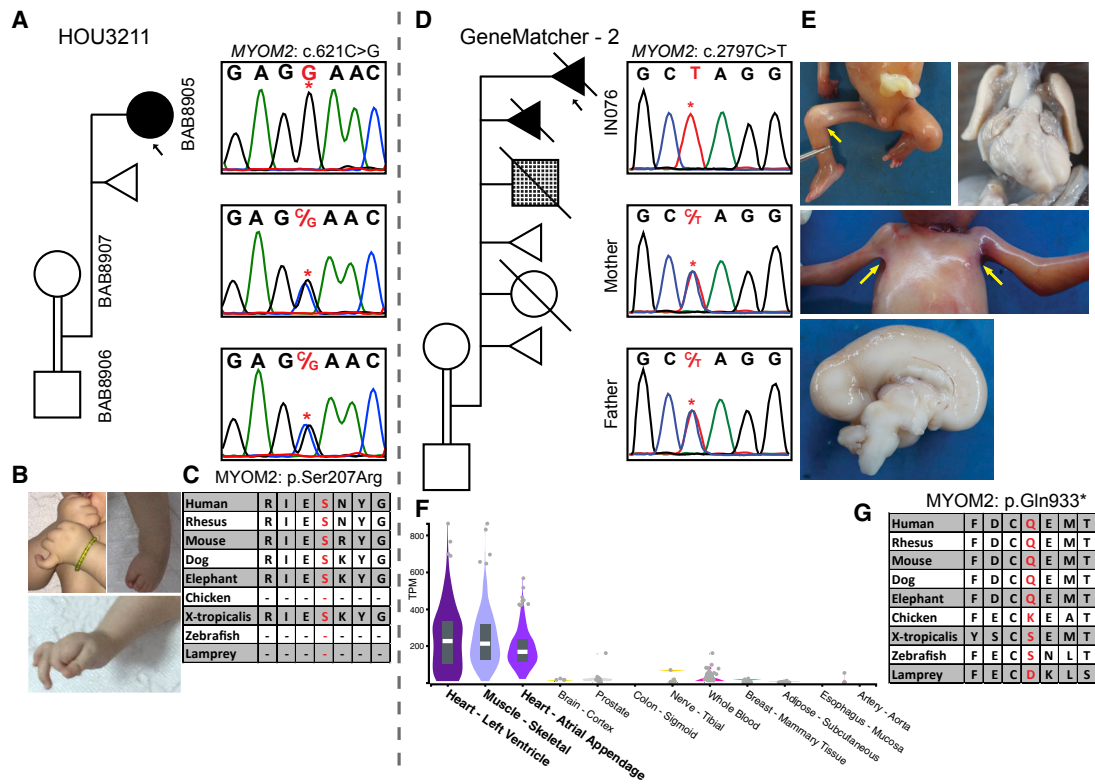 A
HOU3211
BAB8905
BAB8907
BAB8906
MYOM2: c.621C>G
G A G G A A C
*
G A G C/G A A C
*
G A G C/G A A C
*
B
C
MYOM2: p.Ser207Arg
Human R I E S N Y G
Rhesus R I E S N Y G
Mouse R I E S R Y G
Dog R I E S K Y G
Elephant R I E S K Y G
Chicken - - - - - - -
X-tropicalis R I E S K Y G
Zebrafish - - - - - - -
Lamprey - - - - - - -
D
GeneMatcher - 2
MYOM2: c.2797C>T
IN076
G C T A G G
*
Mother
G C C/T A G G
*
Father
G C C/T A G G
*
E
F
TPM
800
600
400
200
Heart - Left Ventricle
Muscle - Skeletal
Heart - Atrial Appendage
Brain - Cortex
Prostate
Colon - Sigmoid
Nerve - Tibial
Whole Blood
Breast - Mammary Tissue
Adipose - Subcutaneous
Esophagus - Mucosa
Artery - Aorta
G
MYOM2: p.Gln933*
Human F D C Q E M T
Rhesus F D C Q E M T
Mouse F D C Q E M T
Dog F D C Q E M T
Elephant F D C Q E M T
Chicken F E C K E A T
X-tropicalis Y S C S E M T
Zebrafish F E C S N L T
Lamprey F E C D K L S